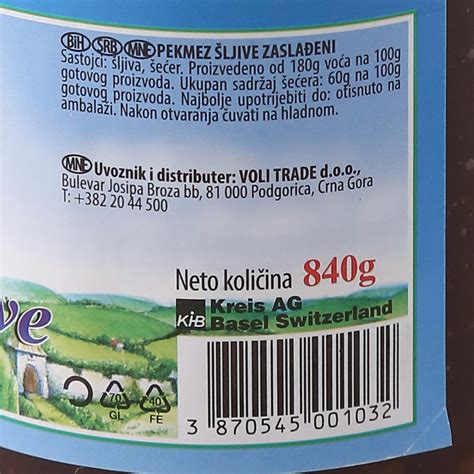 BiH SRB MNE PEKMEZ ŠLJIVE ZASLAĐENI
Sastojci: šljiva, šećer. Proizvedeno od 180g voća na 100g
gotovog proizvoda. Ukupan sadržaj šećera: 60g na 100g
gotovog proizvoda. Najbolje upotrijebiti do: otisnuto na
ambalaži. Nakon otvaranja čuvati na hladnom.
MNE Uvoznik i distributer: VOLI TRADE d.o.o.,
Bulevar Josipa Broza bb, 81 000 Podgorica, Crna Gora
T: +382 20 44 500
Neto količina 840g
KiB Kreis AG
Basel Switzerland
ve
70 GL
40 FE
3 870545 001032